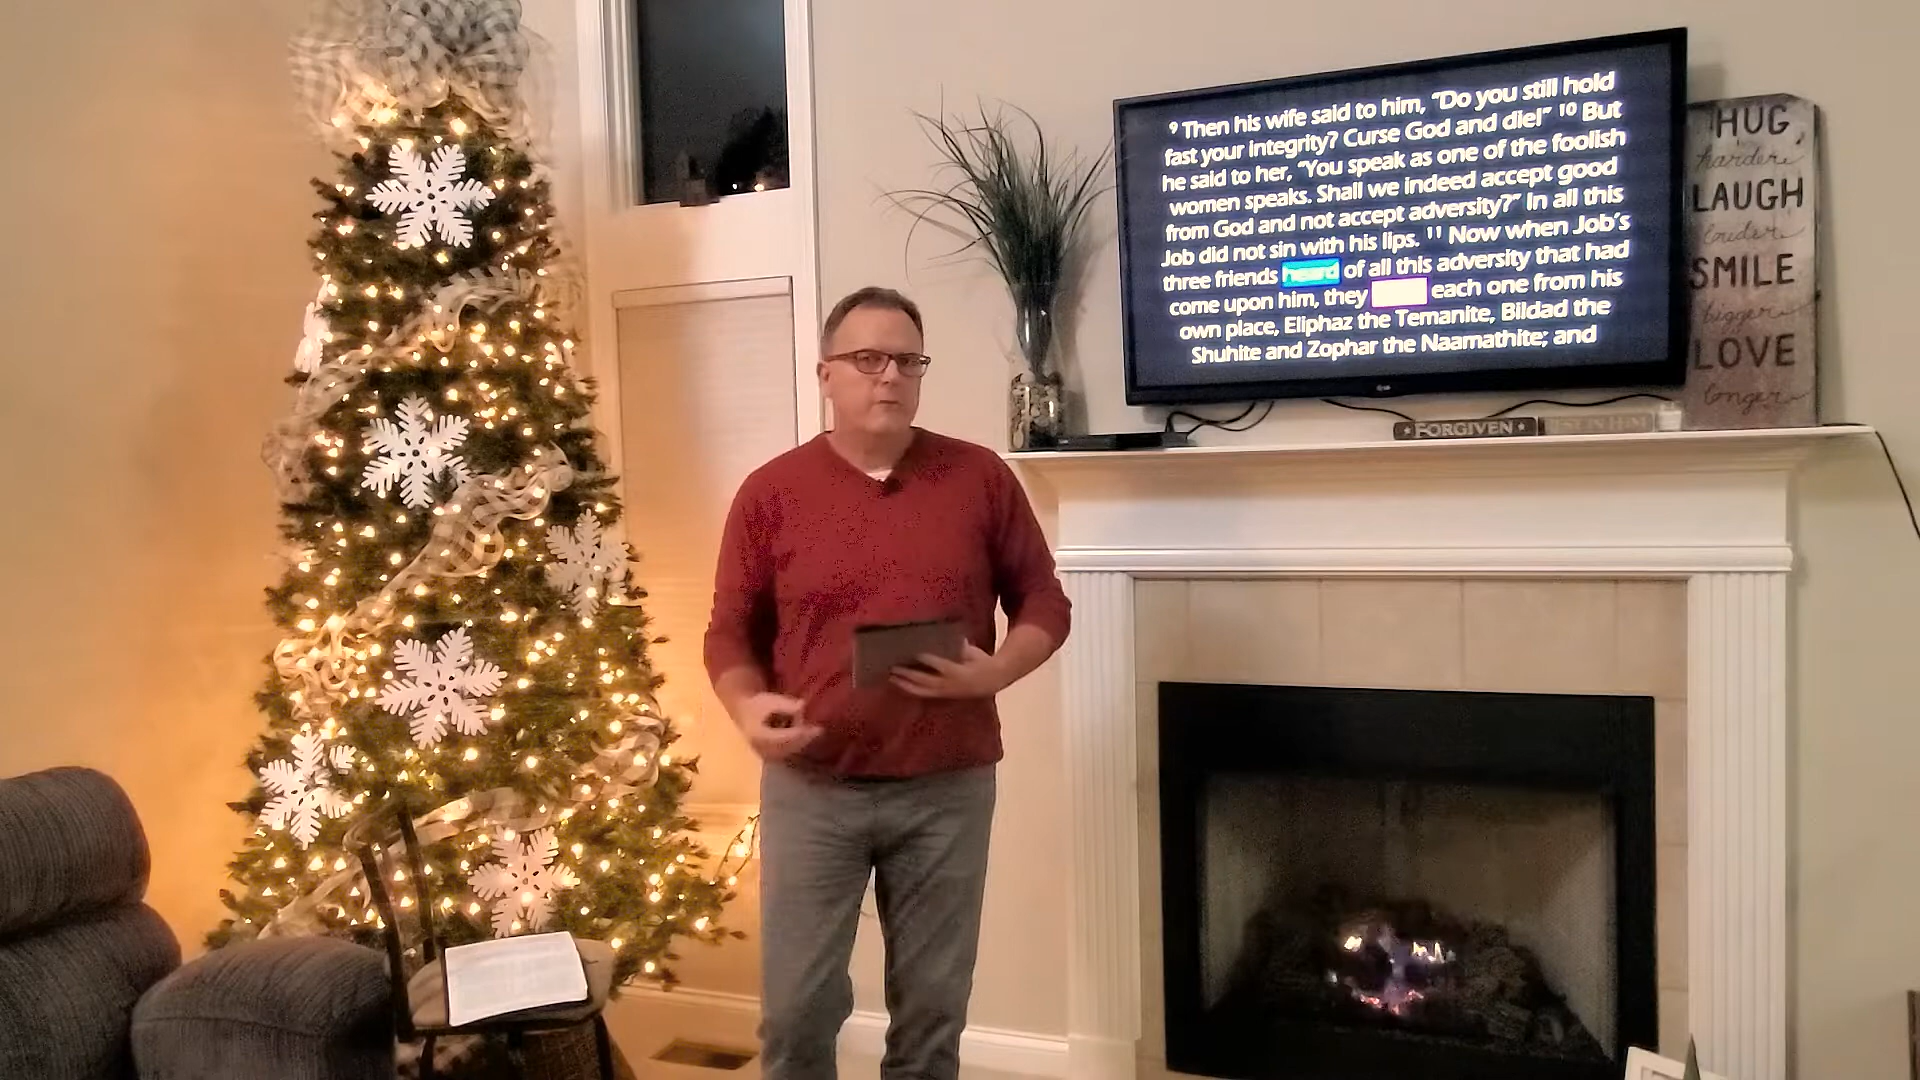 ⁹ Then his wife said to him, “Do you still hold
fast your integrity? Curse God and die!” ¹⁰ But
he said to her, “You speak as one of the foolish
women speaks. Shall we indeed accept good
from God and not accept adversity?” In all this
Job did not sin with his lips. ¹¹ Now when Job’s
three friends heard of all this adversity that had
come upon him, they each one from his
own place, Eliphaz the Temanite, Bildad the
Shuhite and Zophar the Naamathite; and
HUG,
harder
LAUGH
louder
SMILE
bigger
LOVE
longer
FORGIVEN
REST IN HIM